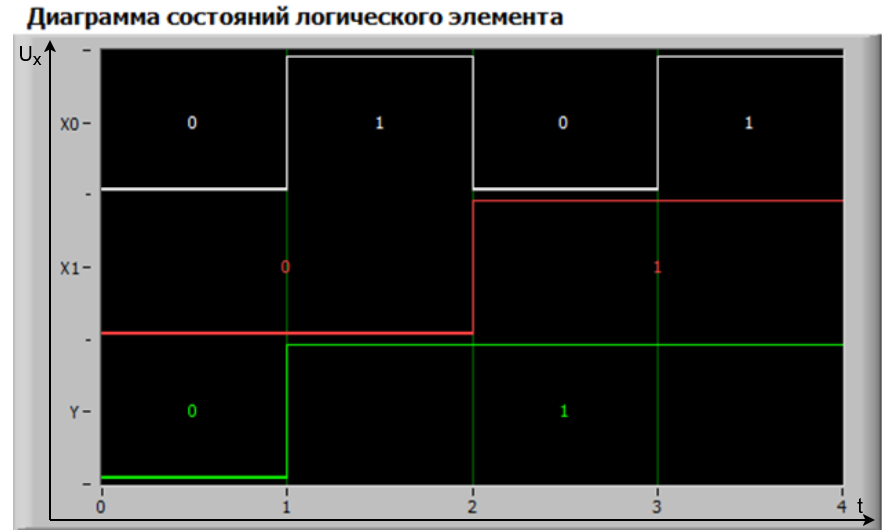 Диаграмма состояний логического элемента
Ux
X0
0 1 0 1
X1
0 1
Y
0 1
0 1 2 3 4 t